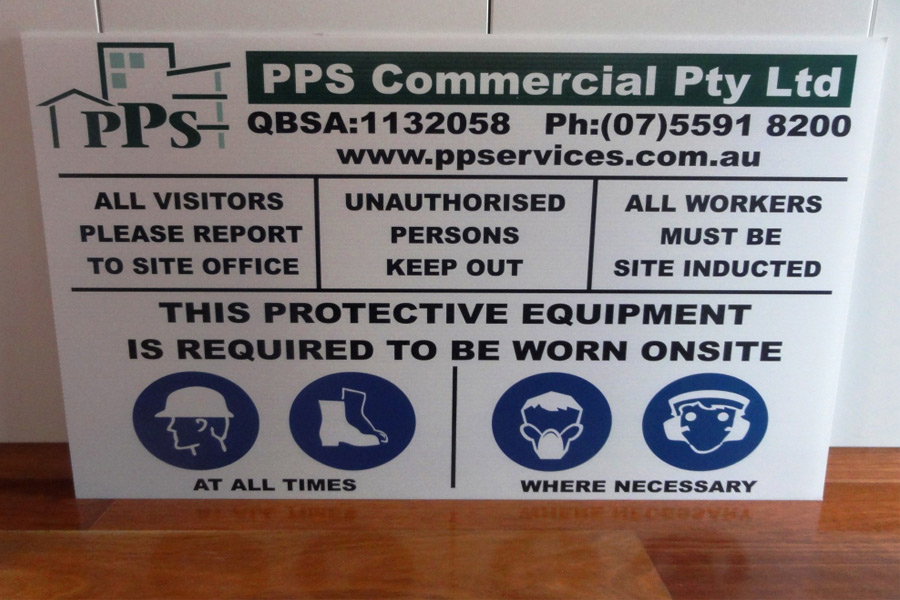 PPS
PPS Commercial Pty Ltd
QBSA:1132058 Ph:(07)5591 8200
www.ppservices.com.au
ALL VISITORS
PLEASE REPORT
TO SITE OFFICE
UNAUTHORISED
PERSONS
KEEP OUT
ALL WORKERS
MUST BE
SITE INDUCTED
THIS PROTECTIVE EQUIPMENT
IS REQUIRED TO BE WORN ONSITE
AT ALL TIMES
WHERE NECESSARY